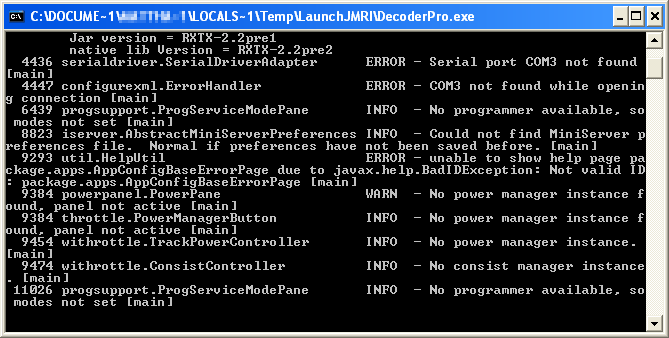 C:\DOCUME~1\ ~1\LOCALS~1\Temp\LaunchJMRI\DecoderPro.exe
Jar version = RXTX-2.2pre1
native lib Version = RXTX-2.2pre2
4436 serialdriver.SerialDriverAdapter ERROR - Serial port COM3 not found
[main]
4447 configurexml.ErrorHandler ERROR - COM3 not found while openin
g connection [main]
6439 progsupport.ProgServiceModePane INFO - No programmer available, so
modes not set [main]
8823 iserver.AbstractMiniServerPreferences INFO - Could not find MiniServer p
references file. Normal if preferences have not been saved before. [main]
9293 util.HelpUtil ERROR - unable to show help page pa
ckage.apps.AppConfigBaseErrorPage due to javax.help.BadIDException: Not valid ID
: package.apps.AppConfigBaseErrorPage [main]
9384 powerpanel.PowerPane WARN - No power manager instance f
ound, panel not active [main]
9384 throttle.PowerManagerButton INFO - No power manager instance f
ound, panel not active [main]
9454 withrottle.TrackPowerController INFO - No power manager instance.
[main]
9474 withrottle.ConsistController INFO - No consist manager instance
. [main]
11026 progsupport.ProgServiceModePane INFO - No programmer available, so
modes not set [main]